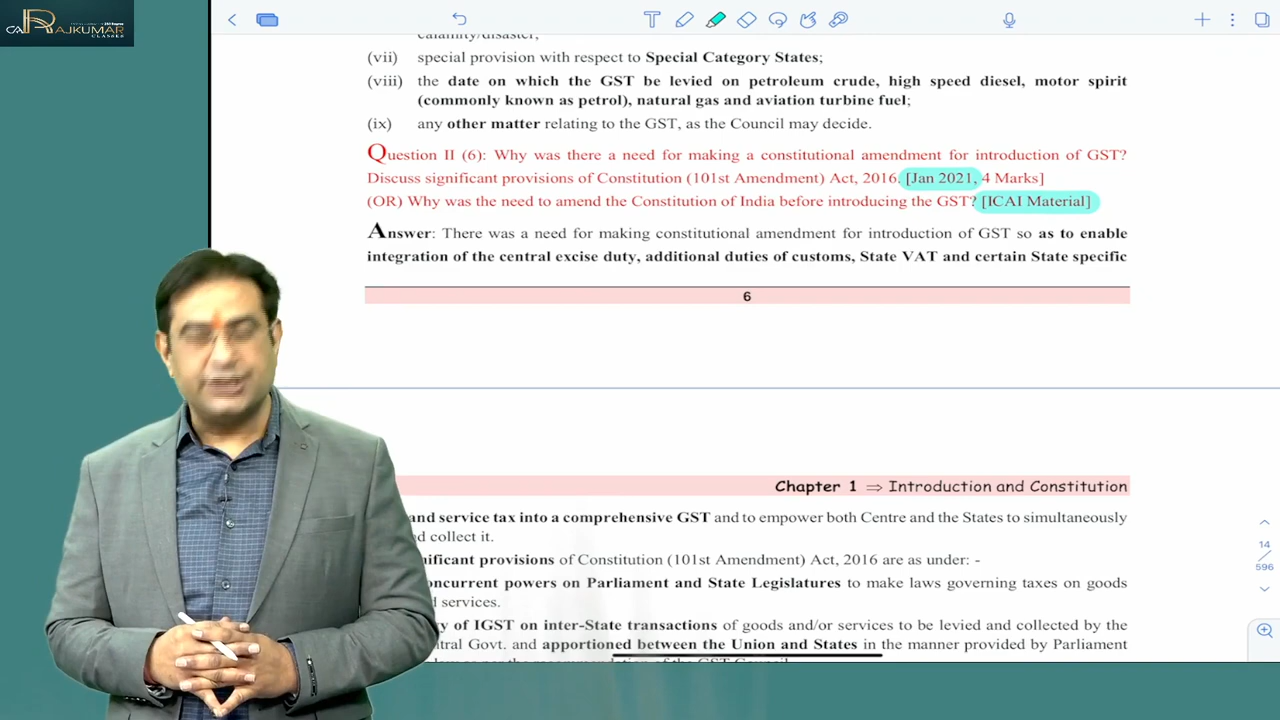 CA RAJKUMAR
CLASSES
calamity/disaster;
(vii) special provision with respect to Special Category States;
(viii) the date on which the GST be levied on petroleum crude, high speed diesel, motor spirit
(commonly known as petrol), natural gas and aviation turbine fuel;
(ix) any other matter relating to the GST, as the Council may decide.
Question II (6): Why was there a need for making a constitutional amendment for introduction of GST?
Discuss significant provisions of Constitution (101st Amendment) Act, 2016. [Jan 2021, 4 Marks]
(OR) Why was the need to amend the Constitution of India before introducing the GST? [ICAI Material]
Answer: There was a need for making constitutional amendment for introduction of GST so as to enable
integration of the central excise duty, additional duties of customs, State VAT and certain State specific
6
Chapter 1 ⇒ Introduction and Constitution
and service tax into a comprehensive GST and to empower both Centre and the States to simultaneously
d collect it.
nificant provisions of Constitution (101st Amendment) Act, 2016 are as under: -
oncurrent powers on Parliament and State Legislatures to make laws governing taxes on goods
d services.
y of IGST on inter-State transactions of goods and/or services to be levied and collected by the
ntral Govt. and apportioned between the Union and States in the manner provided by Parliament
14
596